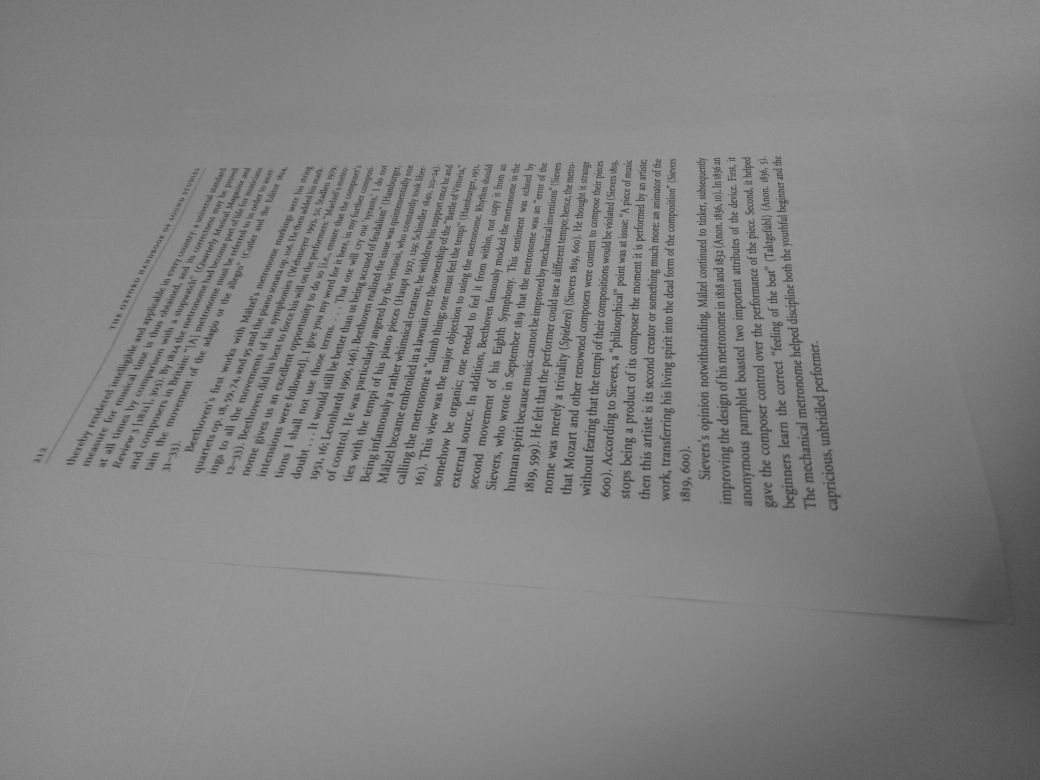 212 THE OXFORD HANDBOOK OF SOUND STUDIES
thereby rendered intelligible and applicable in every county a universal standard
measure for musical time is thus obtained, and its correctness may be proved
at all times by comparison with a stopwatch" (Quarterly Musical Magazine and
Review 3 [1821], 303). By 1824 the metronome had become part of life for musicians
and composers in Britain; "[A] metronome must be referred to in order to ascer-
tain the movement of the adagio or the allegro" (Crother and the Editor 1824,
31–33).
Beethoven's first works with Mälzel's metronome markings were his string
quartets op. 18, 59, 74, and 95 and the piano sonata op. 106. He then added his mark-
ings to all the movements of his symphonies (Wehmeyer 1993, 92; Stadlen 1979,
12–33). Beethoven did his best to force his will on the performers: "Maelzel's metro-
nome gives us an excellent opportunity to do so [i.e., ensure that the composer's
intensions were followed]. I give you my word for it here, in my further composi-
tions I shall not use those terms. . . . That one will cry out 'tyrants,' I do not
doubt. . . . It would still be better than us being accused of feudalism" (Hamburger,
1951, 16; Leonhardt 1990, 146). Beethoven realized the issue was quintessentially one
of control. He was particularly angered by the virtuosi, who constantly took liber-
ties with the tempi of his piano pieces (Haupt 1927, 129; Schindler 1840, 212–24).
Being infamously a rather whimsical creature, he withdrew his support once he and
Mälzel became embroiled in a lawsuit over the ownership of the "Battle of Vittoria,"
calling the metronome a "dumb thing; one must feel the tempi" (Hamburger, 1951,
161). This view was the major objection to using the metronome. Rhythm should
somehow be organic; one needed to feel it from within, not copy it from an
external source. In addition, Beethoven famously mocked the metronome in the
second movement of his Eighth Symphony. This sentiment was echoed by
Sievers, who wrote in September 1819 that the metronome was an "error of the
human spirit because music cannot be improved by mechanical inventions" (Sievers
1819, 599). He felt that the performer could use a different tempo; hence, the metro-
nome was merely a triviality (Spielerei) (Sievers 1819, 600). He thought it strange
that Mozart and other renowned composers were content to compose their pieces
without fearing that the tempi of their compositions would be violated (Sievers 1819,
600). According to Sievers, a "philosophical" point was at issue: "A piece of music
stops being a product of its composer the moment it is performed by an artiste;
then this artiste is its second creator or something much more: an animator of the
work, transferring his living spirit into the dead form of the composition" (Sievers
1819, 600).
Sievers's opinion notwithstanding, Mälzel continued to tinker, subsequently
improving the design of his metronome in 1828 and 1832 (Anon. 1836, 10). In 1836 an
anonymous pamphlet boasted two important attributes of the device. First, it
gave the composer control over the performance of the piece. Second, it helped
beginners learn the correct "feeling of the beat" (Taktgefühl) (Anon. 1836, 5).
The mechanical metronome helped discipline both the youthful beginner and the
capricious, unbridled performer.